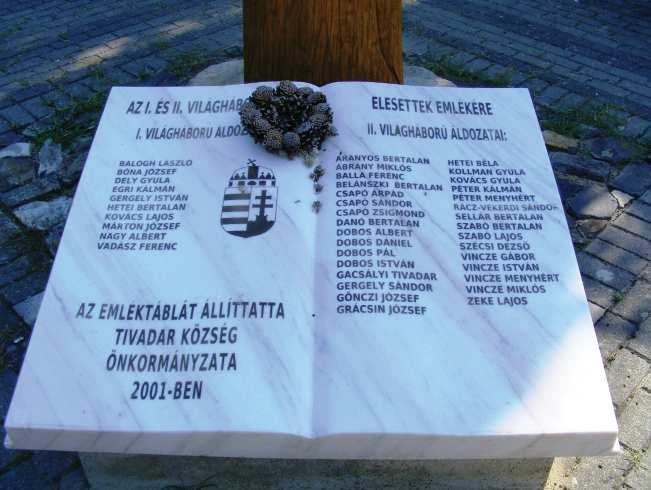 AZ I. ÉS II. VILÁGHÁBO
I. VILÁGHÁBORÚ ÁLDOZA
BALOGH LÁSZLÓ
BÓNA JÓZSEF
DELY GYULA
EGRI KÁLMÁN
GERGELY ISTVÁN
HETEI BERTALAN
KOVÁCS LAJOS
MÁRTON JÓZSEF
NAGY ALBERT
VADÁSZ FERENC
AZ EMLÉKTÁBLÁT ÁLLÍTTATTA
TIVADAR KÖZSÉG
ÖNKORMÁNYZATA
2001-BEN
ELESETTEK EMLÉKÉRE
II. VILÁGHÁBORÚ ÁLDOZATAI:
ARANYOS BERTALAN
ÁBRÁNY MIKLÓS
BALLA FERENC
BELÁNSZKI BERTALAN
CSAPÓ ÁRPÁD
CSAPÓ SÁNDOR
CSAPÓ ZSIGMOND
DANÓ BERTALAN
DOBOS ALBERT
DOBOS DÁNIEL
DOBOS PÁL
DOBOS ISTVÁN
GACSÁLYI TIVADAR
GERGELY SÁNDOR
GÖNCZI JÓZSEF
GRÁCSIN JÓZSEF
HETEI BÉLA
KOLLMAN GYULA
KOVÁCS GYULA
PÉTER KÁLMÁN
PÉTER MENYHÉRT
RÁCZ-VEKERDI SÁNDOR
SELLÁR BERTALAN
SZABÓ BERTALAN
SZABÓ LAJOS
SZÉCSI DEZSŐ
VINCZE GÁBOR
VINCZE ISTVÁN
VINCZE MENYHÉRT
VINCZE MIKLÓS
ZEKE LAJOS